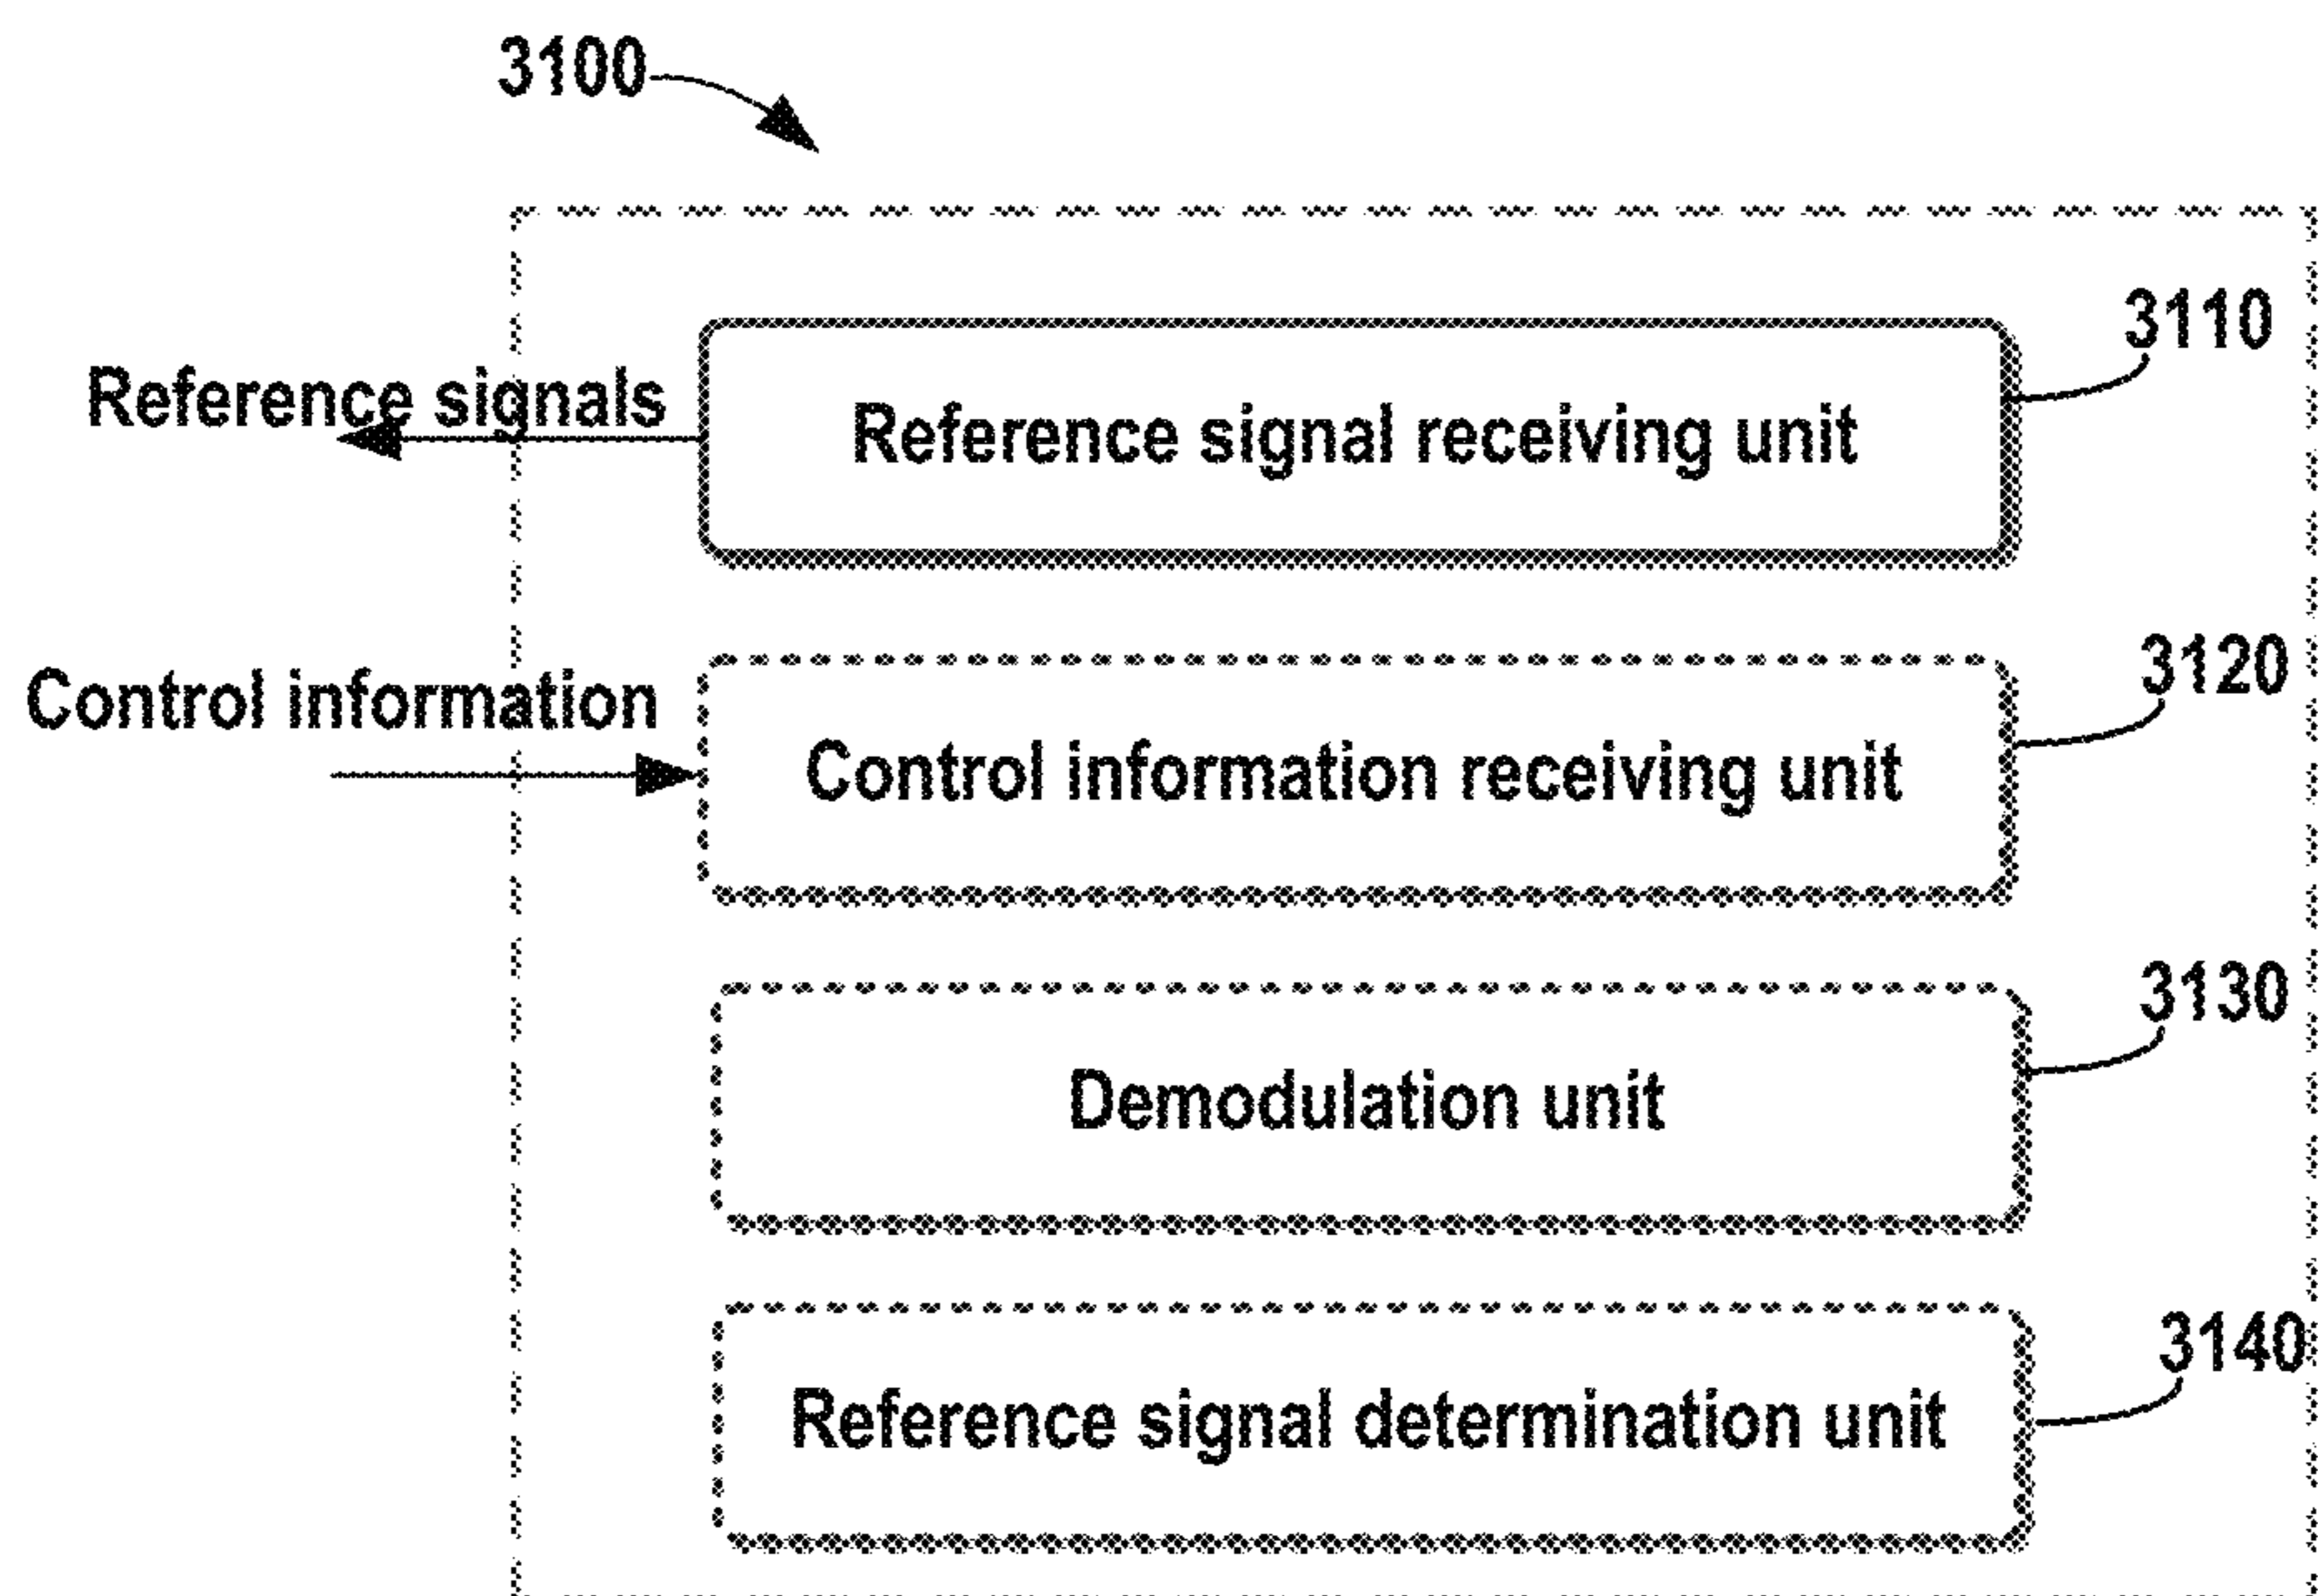 3100
3110
Reference signals
Reference signal receiving unit
3120
Control information
Control information receiving unit
3130
Demodulation unit
3140
Reference signal determination unit